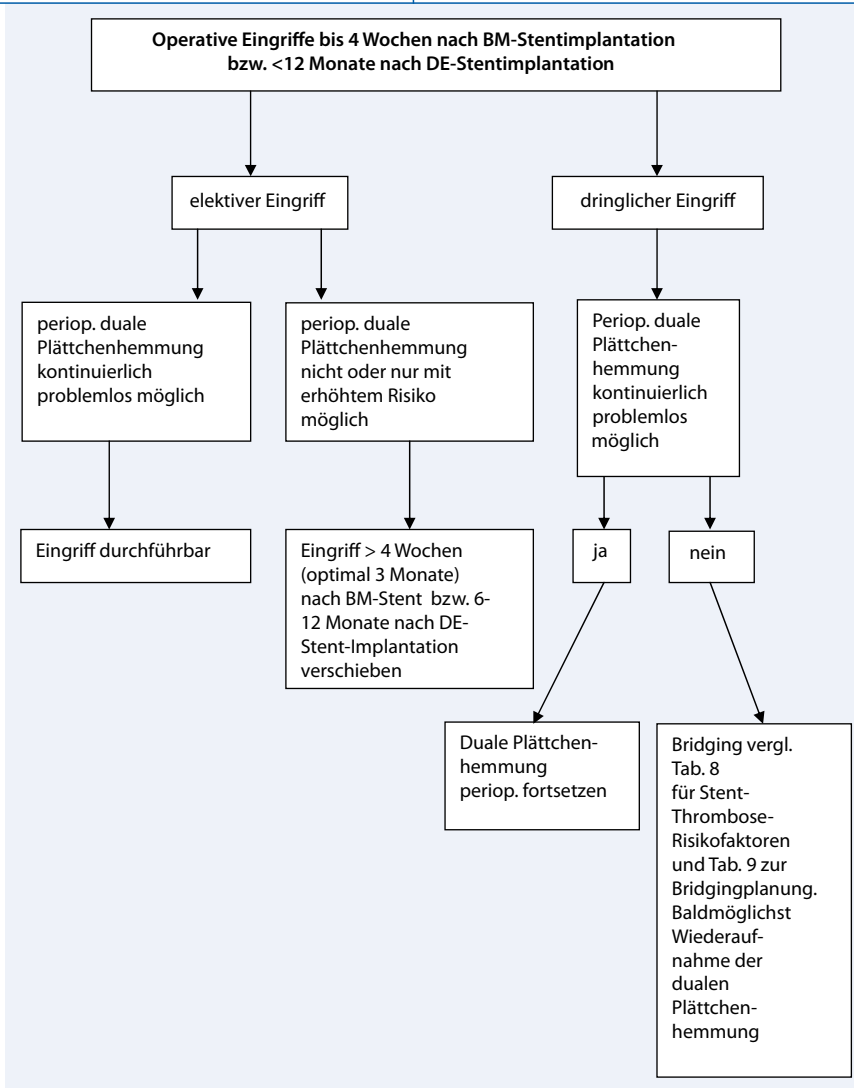 Operative Eingriffe bis 4 Wochen nach BM-Stentimplantation
bzw. <12 Monate nach DE-Stentimplantation
elektiver Eingriff
dringlicher Eingriff
periop. duale
Plättchenhemmung
kontinuierlich
problemlos möglich
periop. duale
Plättchenhemmung
nicht oder nur mit
erhöhtem Risiko
möglich
Periop. duale
Plättchen-
hemmung
kontinuierlich
problemlos
möglich
Eingriff durchführbar
Eingriff > 4 Wochen
(optimal 3 Monate)
nach BM-Stent bzw. 6-
12 Monate nach DE-
Stent-Implantation
verschieben
ja
nein
Duale Plättchen-
hemmung
periop. fortsetzen
Bridging vergl.
Tab. 8
für Stent-
Thrombose-
Risikofaktoren
und Tab. 9 zur
Bridgingplanung.
Baldmöglichst
Wiederauf-
nahme der
dualen
Plättchen-
hemmung